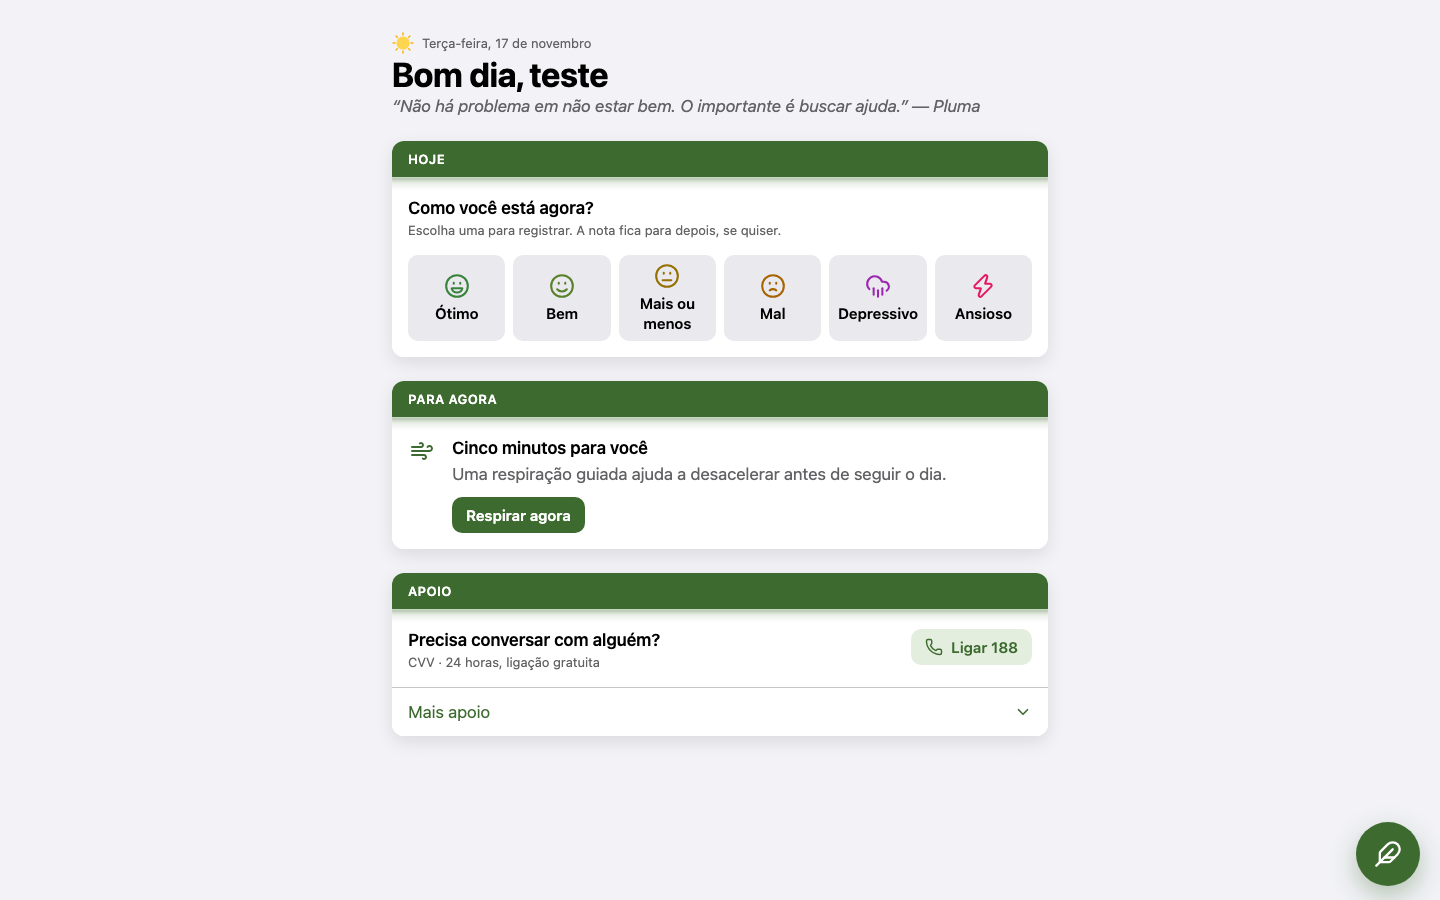 Terça-feira, 17 de novembro
Bom dia, teste
“Não há problema em não estar bem. O importante é buscar ajuda.” — Pluma
HOJE
Como você está agora?
Escolha uma para registrar. A nota fica para depois, se quiser.
Ótimo
Bem
Mais ou
menos
Mal
Depressivo
Ansioso
PARA AGORA
Cinco minutos para você
Uma respiração guiada ajuda a desacelerar antes de seguir o dia.
Respirar agora
APOIO
Precisa conversar com alguém?
CVV · 24 horas, ligação gratuita
Ligar 188
Mais apoio